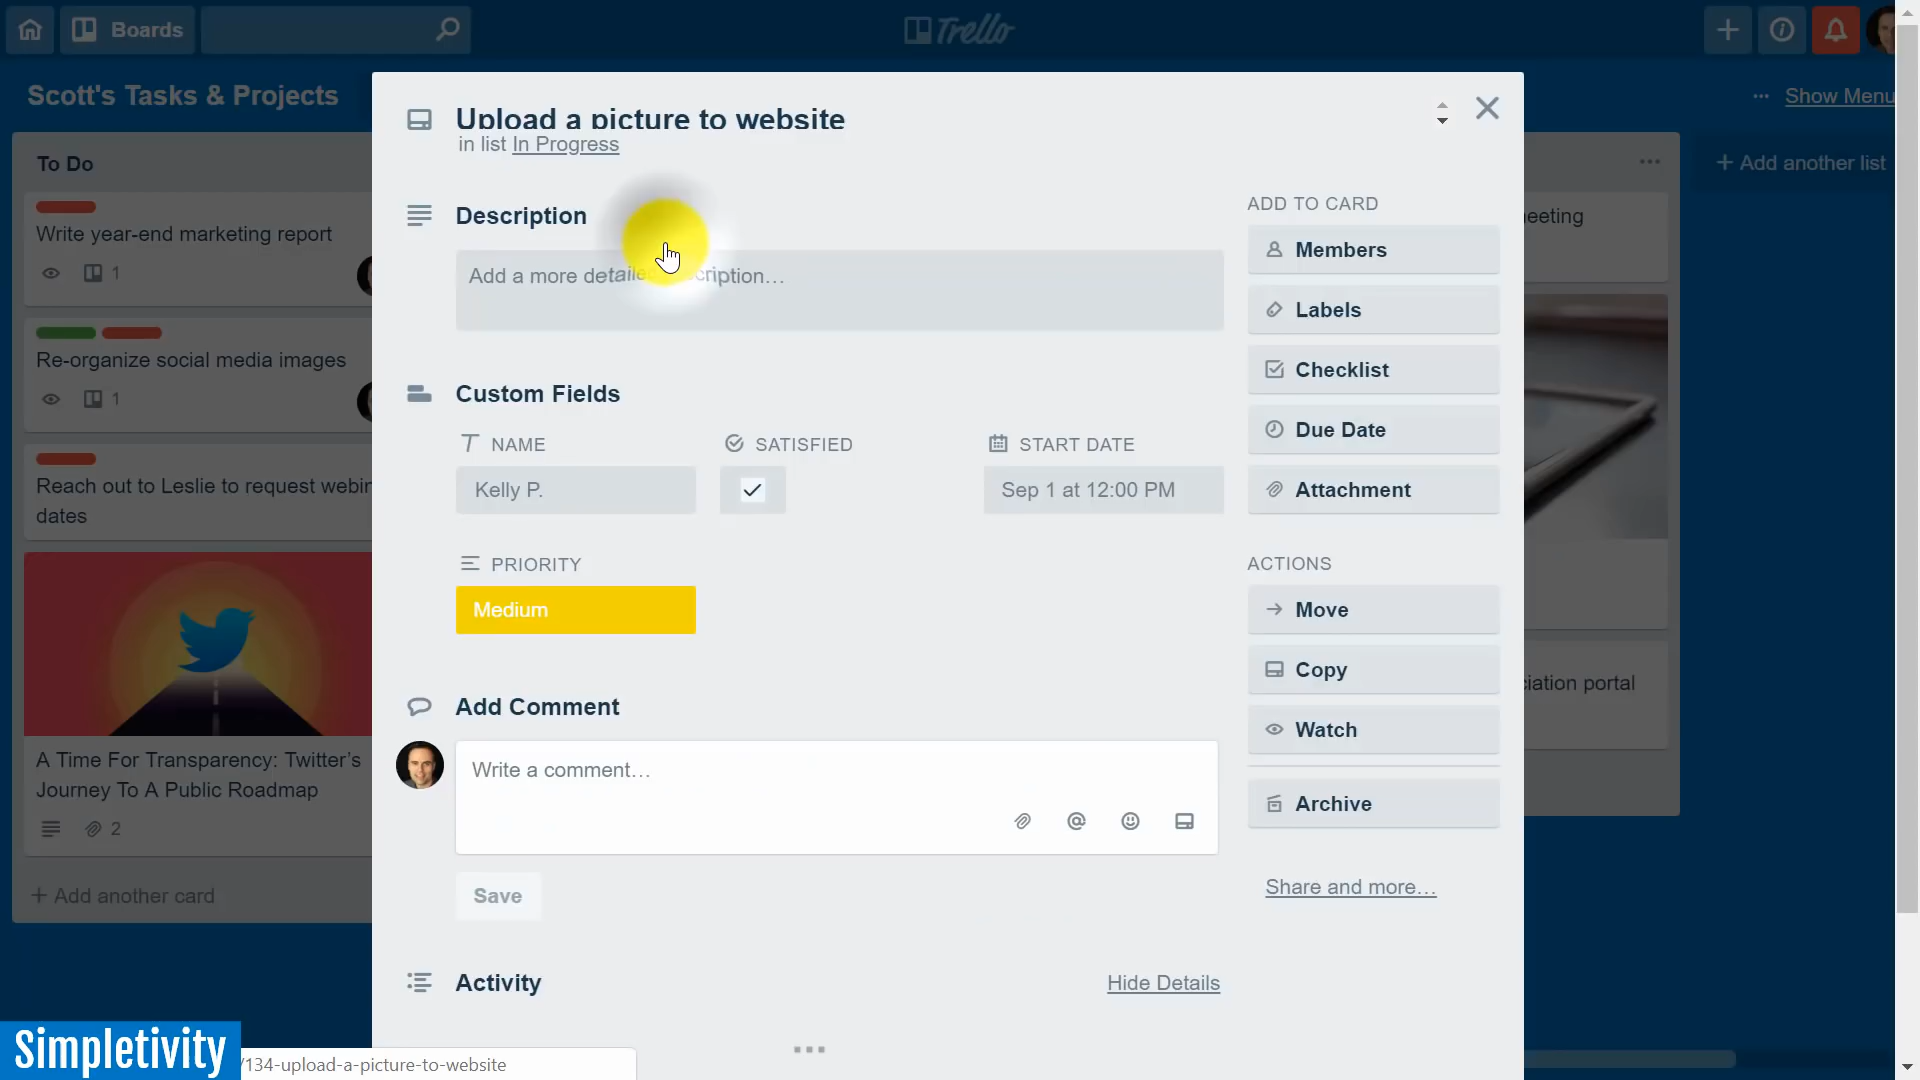 Boards
Trello
Scott's Tasks & Projects
Show Menu
To Do
Write year-end marketing report
1
Re-organize social media images
1
Reach out to Leslie to request webin
dates
A Time For Transparency: Twitter's
Journey To A Public Roadmap
2
+ Add another card
Upload a picture to website
in list In Progress
Description
Add a more detailed description…
Custom Fields
NAME
SATISFIED
START DATE
Kelly P.
Sep 1 at 12:00 PM
PRIORITY
Medium
Add Comment
Write a comment…
Save
Activity
Hide Details
ADD TO CARD
Members
Labels
Checklist
Due Date
Attachment
ACTIONS
Move
Copy
Watch
Archive
Share and more…
+ Add another list
eeting
iation portal
Simpletivity
/134-upload-a-picture-to-website